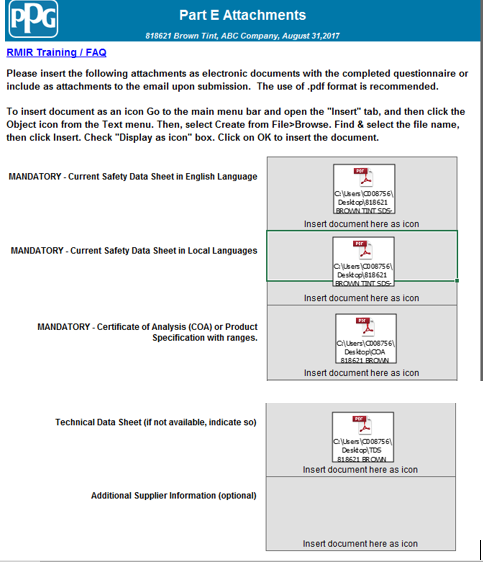 PPG
Part E Attachments
818621 Brown Tint, ABC Company, August 31,2017
RMIR Training / FAQ
Please insert the following attachments as electronic documents with the completed questionnaire or
include as attachments to the email upon submission. The use of .pdf format is recommended.
To insert document as an icon Go to the main menu bar and open the "Insert" tab, and then click the
Object icon from the Text menu. Then, select Create from File>Browse. Find & select the file name,
then click Insert. Check "Display as icon" box. Click on OK to insert the document.
MANDATORY - Current Safety Data Sheet in English Language
PDF
C:\Users\C008756\
Desktop\818621
BROWN TINT SDS-
Insert document here as icon
MANDATORY - Current Safety Data Sheet in Local Languages
PDF
C:\Users\C008756\
Desktop\818621
BROWN TINT SDS-
Insert document here as icon
MANDATORY - Certificate of Analysis (COA) or Product
Specification with ranges.
PDF
C:\Users\C008756\
Desktop\COA
818621 BROWN
Insert document here as icon
Technical Data Sheet (if not available, indicate so)
PDF
C:\Users\C008756\
Desktop\TDS
818621 BROWN
Insert document here as icon
Additional Supplier Information (optional)
Insert document here as icon